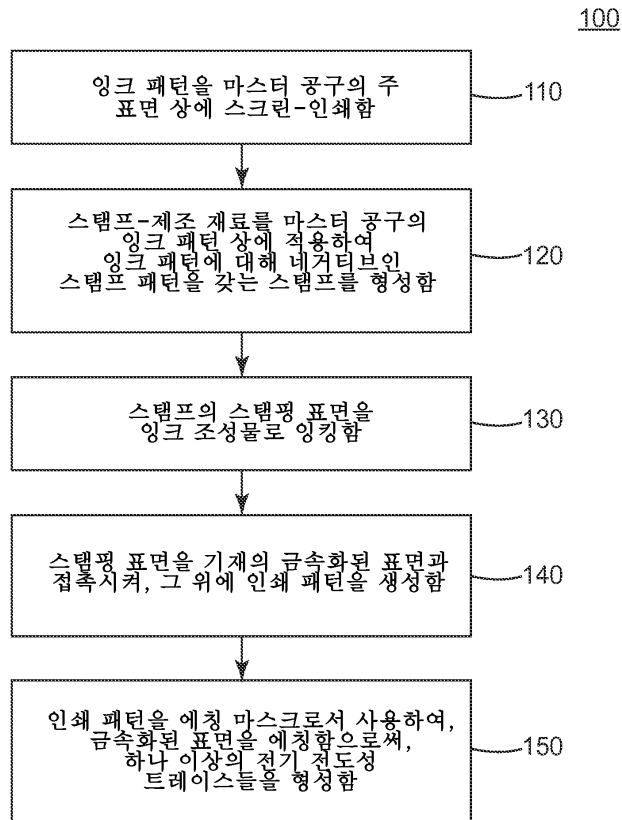 100
잉크 패턴을 마스터 공구의 주
표면 상에 스크린-인쇄함
110
스탬프-제조 재료를 마스터 공구의
잉크 패턴 상에 적용하여
잉크 패턴에 대해 네거티브인
스탬프 패턴을 갖는 스탬프를 형성함
120
스탬프의 스탬핑 표면을
잉크 조성물로 잉킹함
130
스탬핑 표면을 기재의 금속화된 표면과
접촉시켜, 그 위에 인쇄 패턴을 생성함
140
인쇄 패턴을 에칭 마스크로서 사용하여,
금속화된 표면을 에칭함으로써,
하나 이상의 전기 전도성
트레이스들을 형성함
150